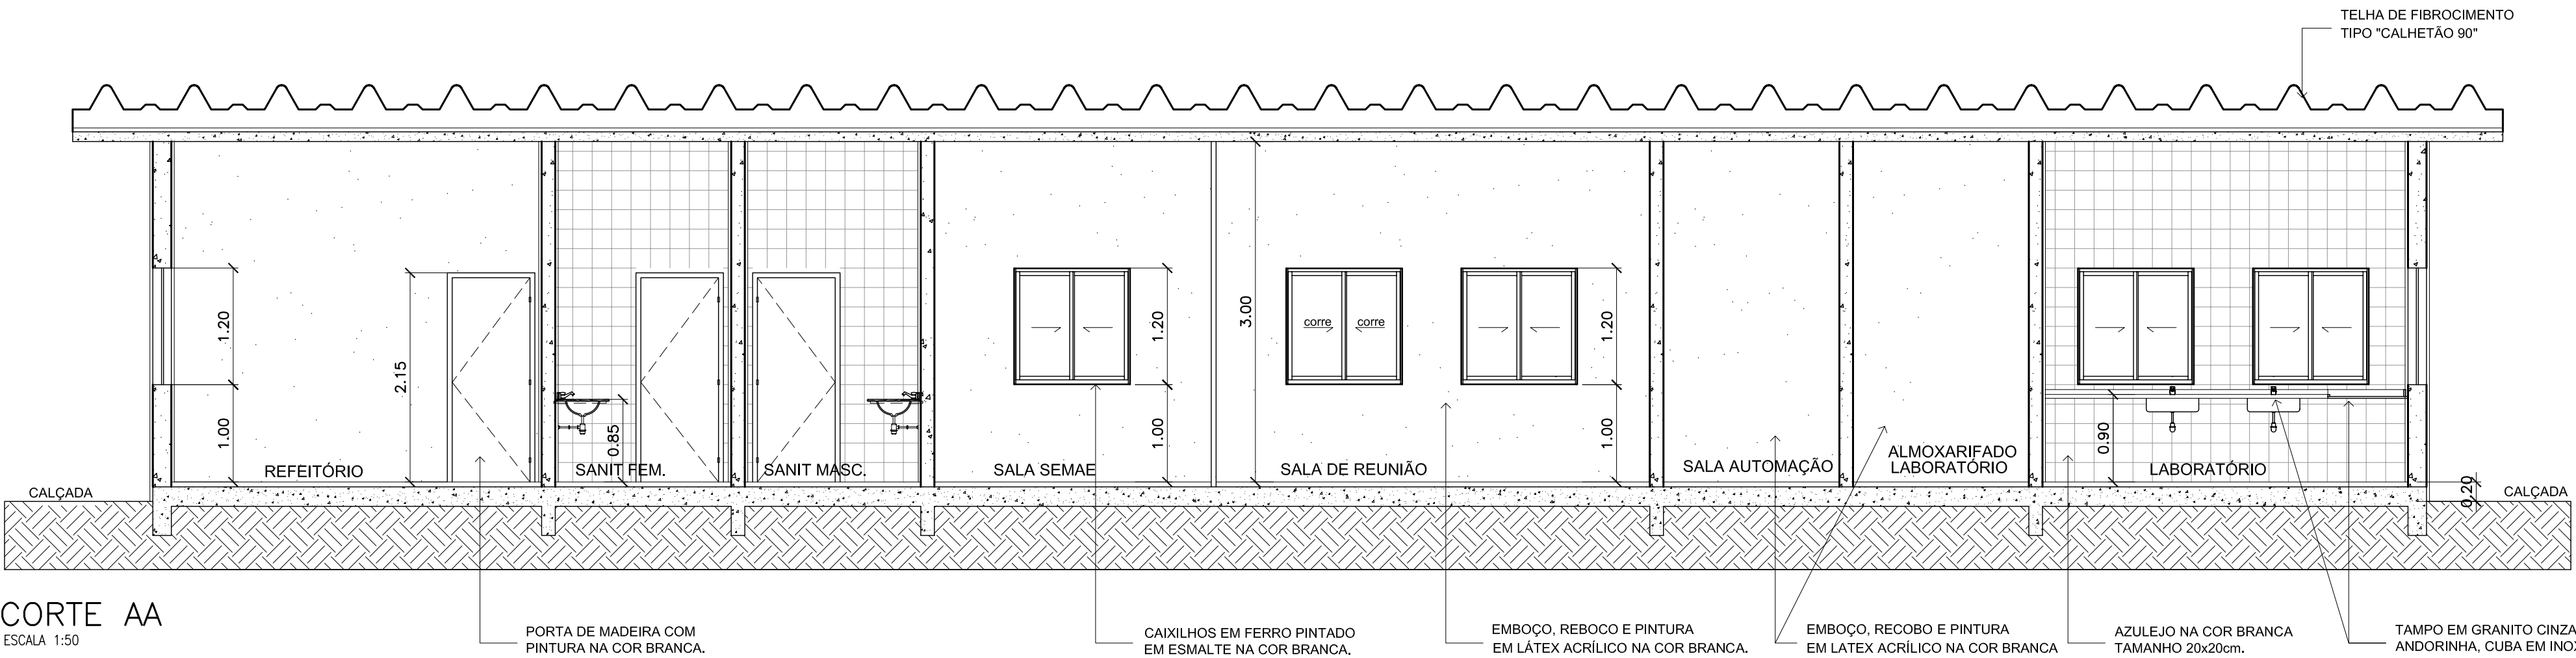 TELHA DE FIBROCIMENTO
TIPO "CALHETÃO 90"
1.20
1.00
2.15
0.85
1.20
1.00
3.00
corre
corre
1.20
1.00
0.90
0.20
REFEITÓRIO
SANIT FEM.
SANIT MASC.
SALA SEMAE
SALA DE REUNIÃO
SALA AUTOMAÇÃO
ALMOXARIFADO
LABORATÓRIO
LABORATÓRIO
CALÇADA
CALÇADA
CORTE AA
ESCALA 1:50
PORTA DE MADEIRA COM
PINTURA NA COR BRANCA.
CAIXILHOS EM FERRO PINTADO
EM ESMALTE NA COR BRANCA.
EMBOÇO, REBOCO E PINTURA
EM LÁTEX ACRÍLICO NA COR BRANCA.
EMBOÇO, RECOBO E PINTURA
EM LATEX ACRÍLICO NA COR BRANCA
AZULEJO NA COR BRANCA
TAMANHO 20x20cm.
TAMPO EM GRANITO CINZA
ANDORINHA, CUBA EM